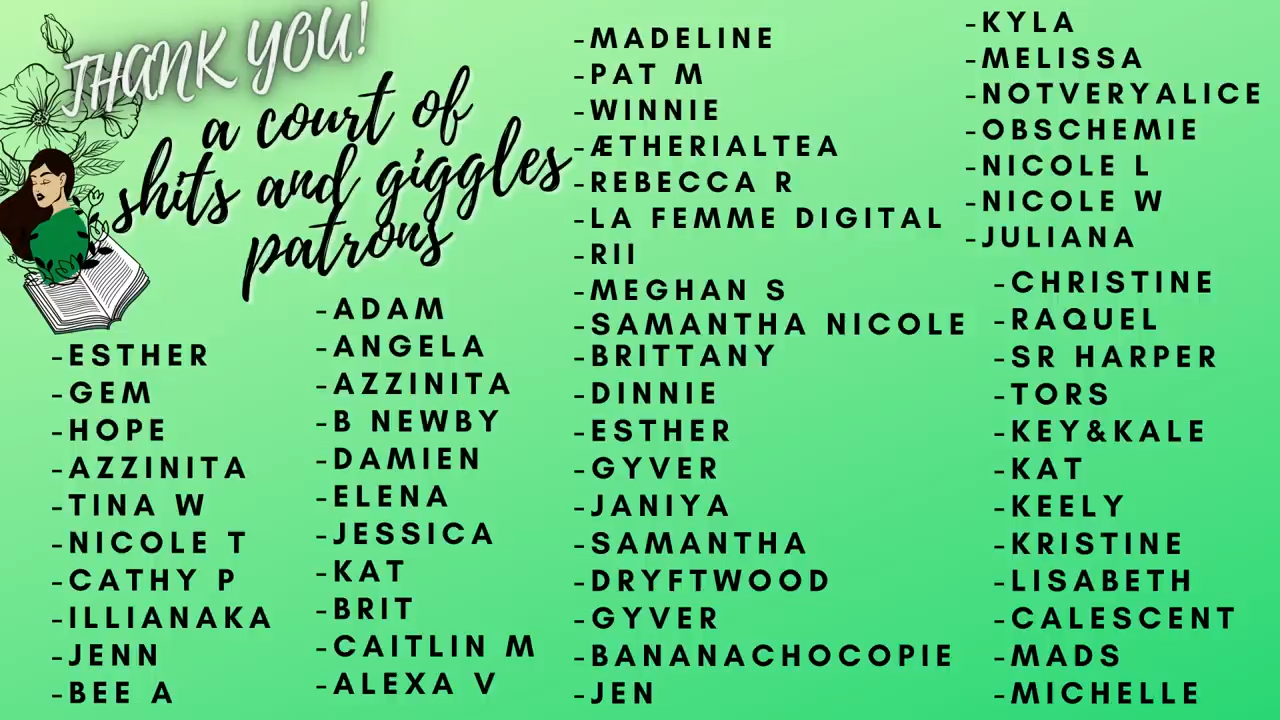 THANK YOU!
a court of
shits and giggles
patrons
-ESTHER
-GEM
-HOPE
-AZZINITA
-TINA W
-NICOLE T
-CATHY P
-ILLIANAKA
-JENN
-BEE A
-ADAM
-ANGELA
-AZZINITA
-B NEWBY
-DAMIEN
-ELENA
-JESSICA
-KAT
-BRIT
-CAITLIN M
-ALEXA V
-MADELINE
-PAT M
-WINNIE
-ÆTHERIALTEA
-REBECCA R
-LA FEMME DIGITAL
-RII
-MEGHAN S
-SAMANTHA NICOLE
-BRITTANY
-DINNIE
-ESTHER
-GYVER
-JANIYA
-SAMANTHA
-DRYFTWOOD
-GYVER
-BANANACHOCOPIE
-JEN
-KYLA
-MELISSA
-NOTVERYALICE
-OBSCHEMIE
-NICOLE L
-NICOLE W
-JULIANA
-CHRISTINE
-RAQUEL
-SR HARPER
-TORS
-KEY&KALE
-KAT
-KEELY
-KRISTINE
-LISABETH
-CALESCENT
-MADS
-MICHELLE